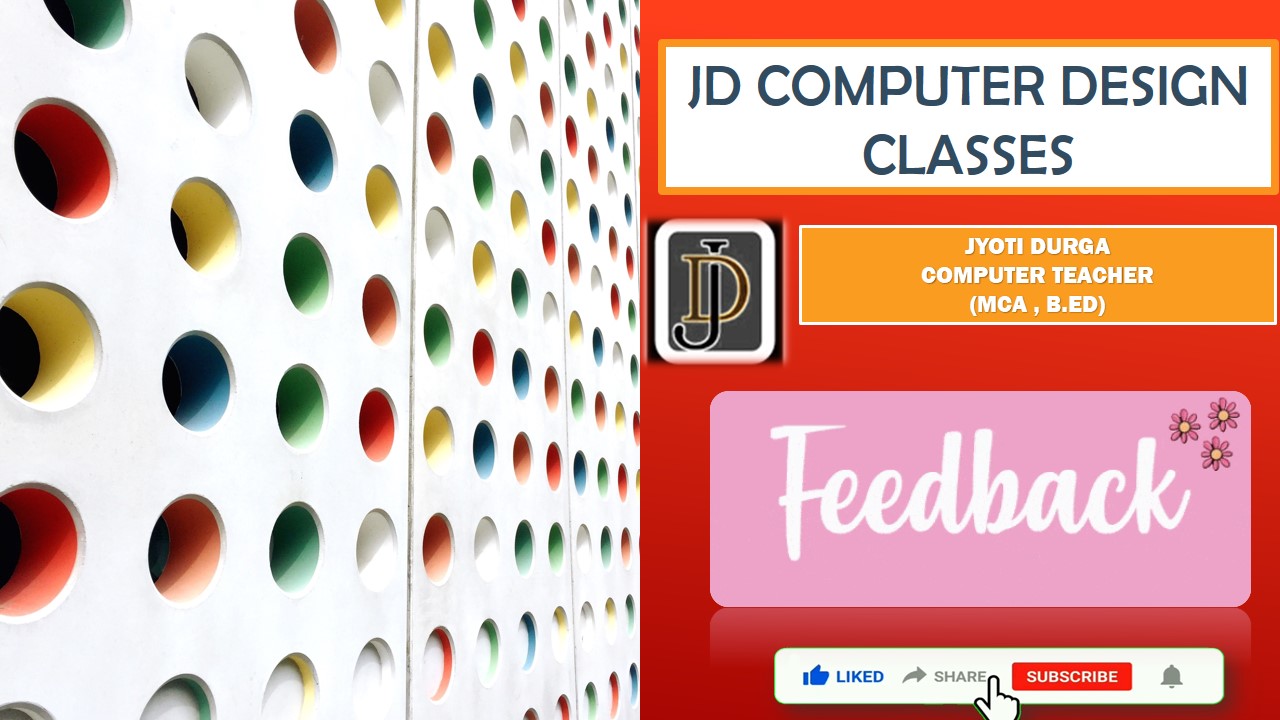 JD COMPUTER DESIGN
CLASSES
JD
JYOTI DURGA
COMPUTER TEACHER
(MCA , B.ED)
Feedback
LIKED SHARE SUBSCRIBE